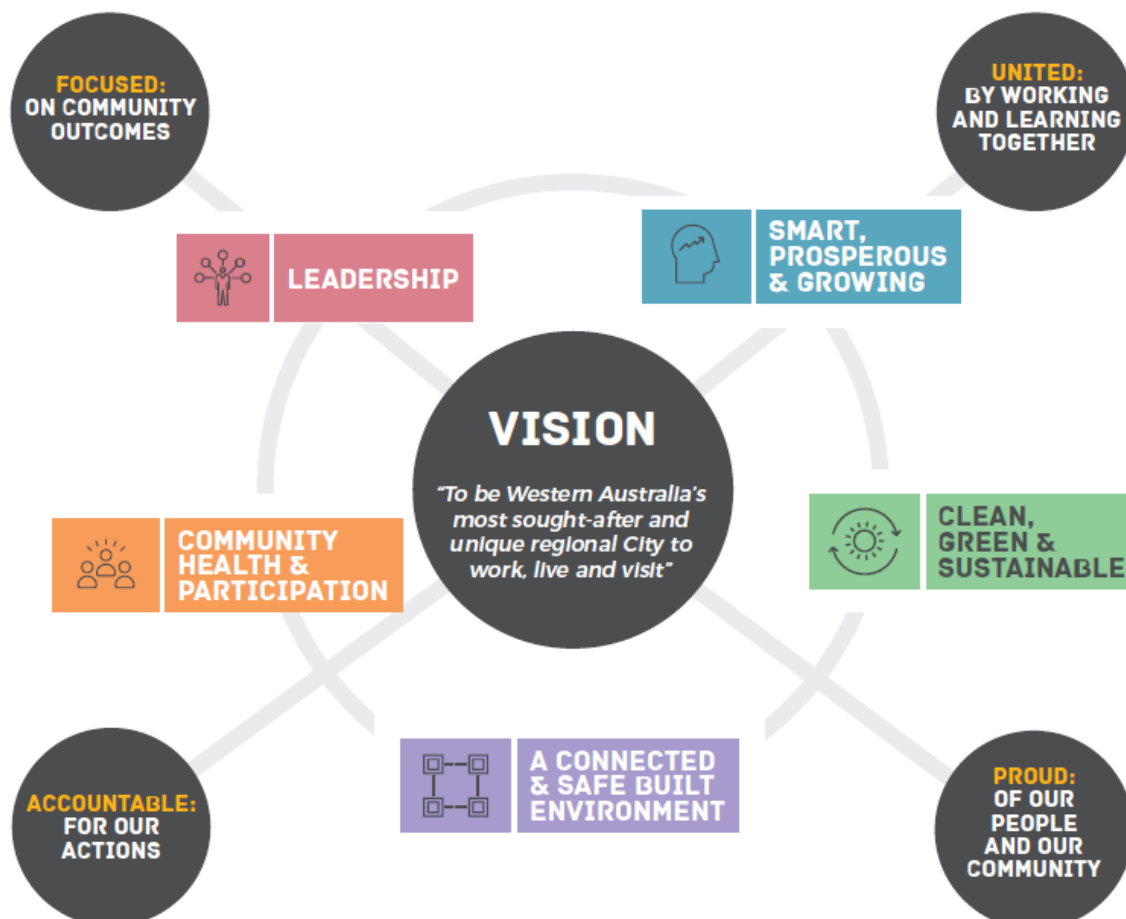 FOCUSED:
ON COMMUNITY
OUTCOMES
UNITED:
BY WORKING
AND LEARNING
TOGETHER
LEADERSHIP
SMART,
PROSPEROUS
& GROWING
VISION
“To be Western Australia's
most sought-after and
unique regional City to
work, live and visit”
COMMUNITY
HEALTH &
PARTICIPATION
CLEAN,
GREEN &
SUSTAINABLE
A CONNECTED
& SAFE BUILT
ENVIRONMENT
ACCOUNTABLE:
FOR OUR
ACTIONS
PROUD:
OF OUR
PEOPLE
AND OUR
COMMUNITY